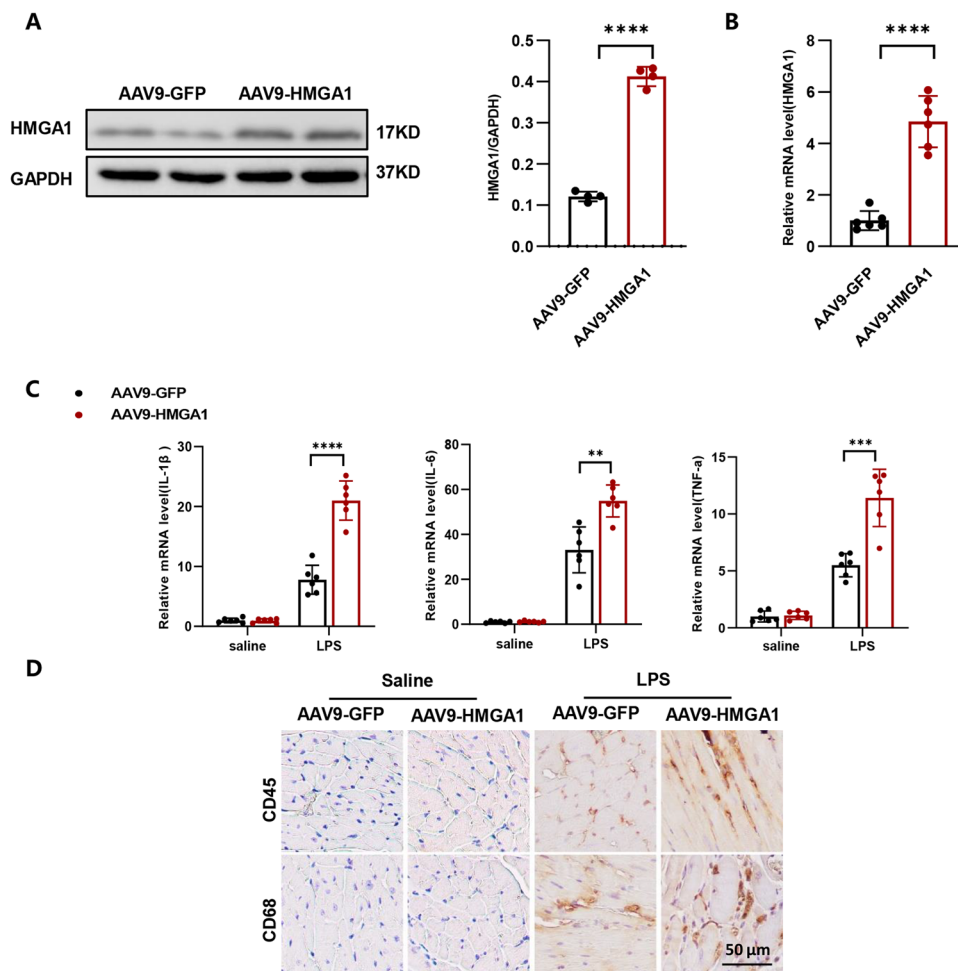 A
AAV9-GFP AAV9-HMGA1
HMGA1 17KD
GAPDH 37KD
HMGA1/GAPDH)
0.5
0.4
0.3
0.2
0.1
0.0
****
AAV9-GFP
AAV9-HMGA1
B
Relative mRNA level(HMGA1)
8
6
4
2
0
****
AAV9-GFP
AAV9-HMGA1
C
AAV9-GFP
AAV9-HMGA1
Relative mRNA level(IL-1β )
30
20
10
0
****
saline LPS
Relative mRNA level(IL-6)
60
40
20
0
**
saline LPS
Relative mRNA level(TNF-a)
15
10
5
0
***
saline LPS
D
Saline LPS
AAV9-GFP AAV9-HMGA1 AAV9-GFP AAV9-HMGA1
CD45
CD68
50 μm